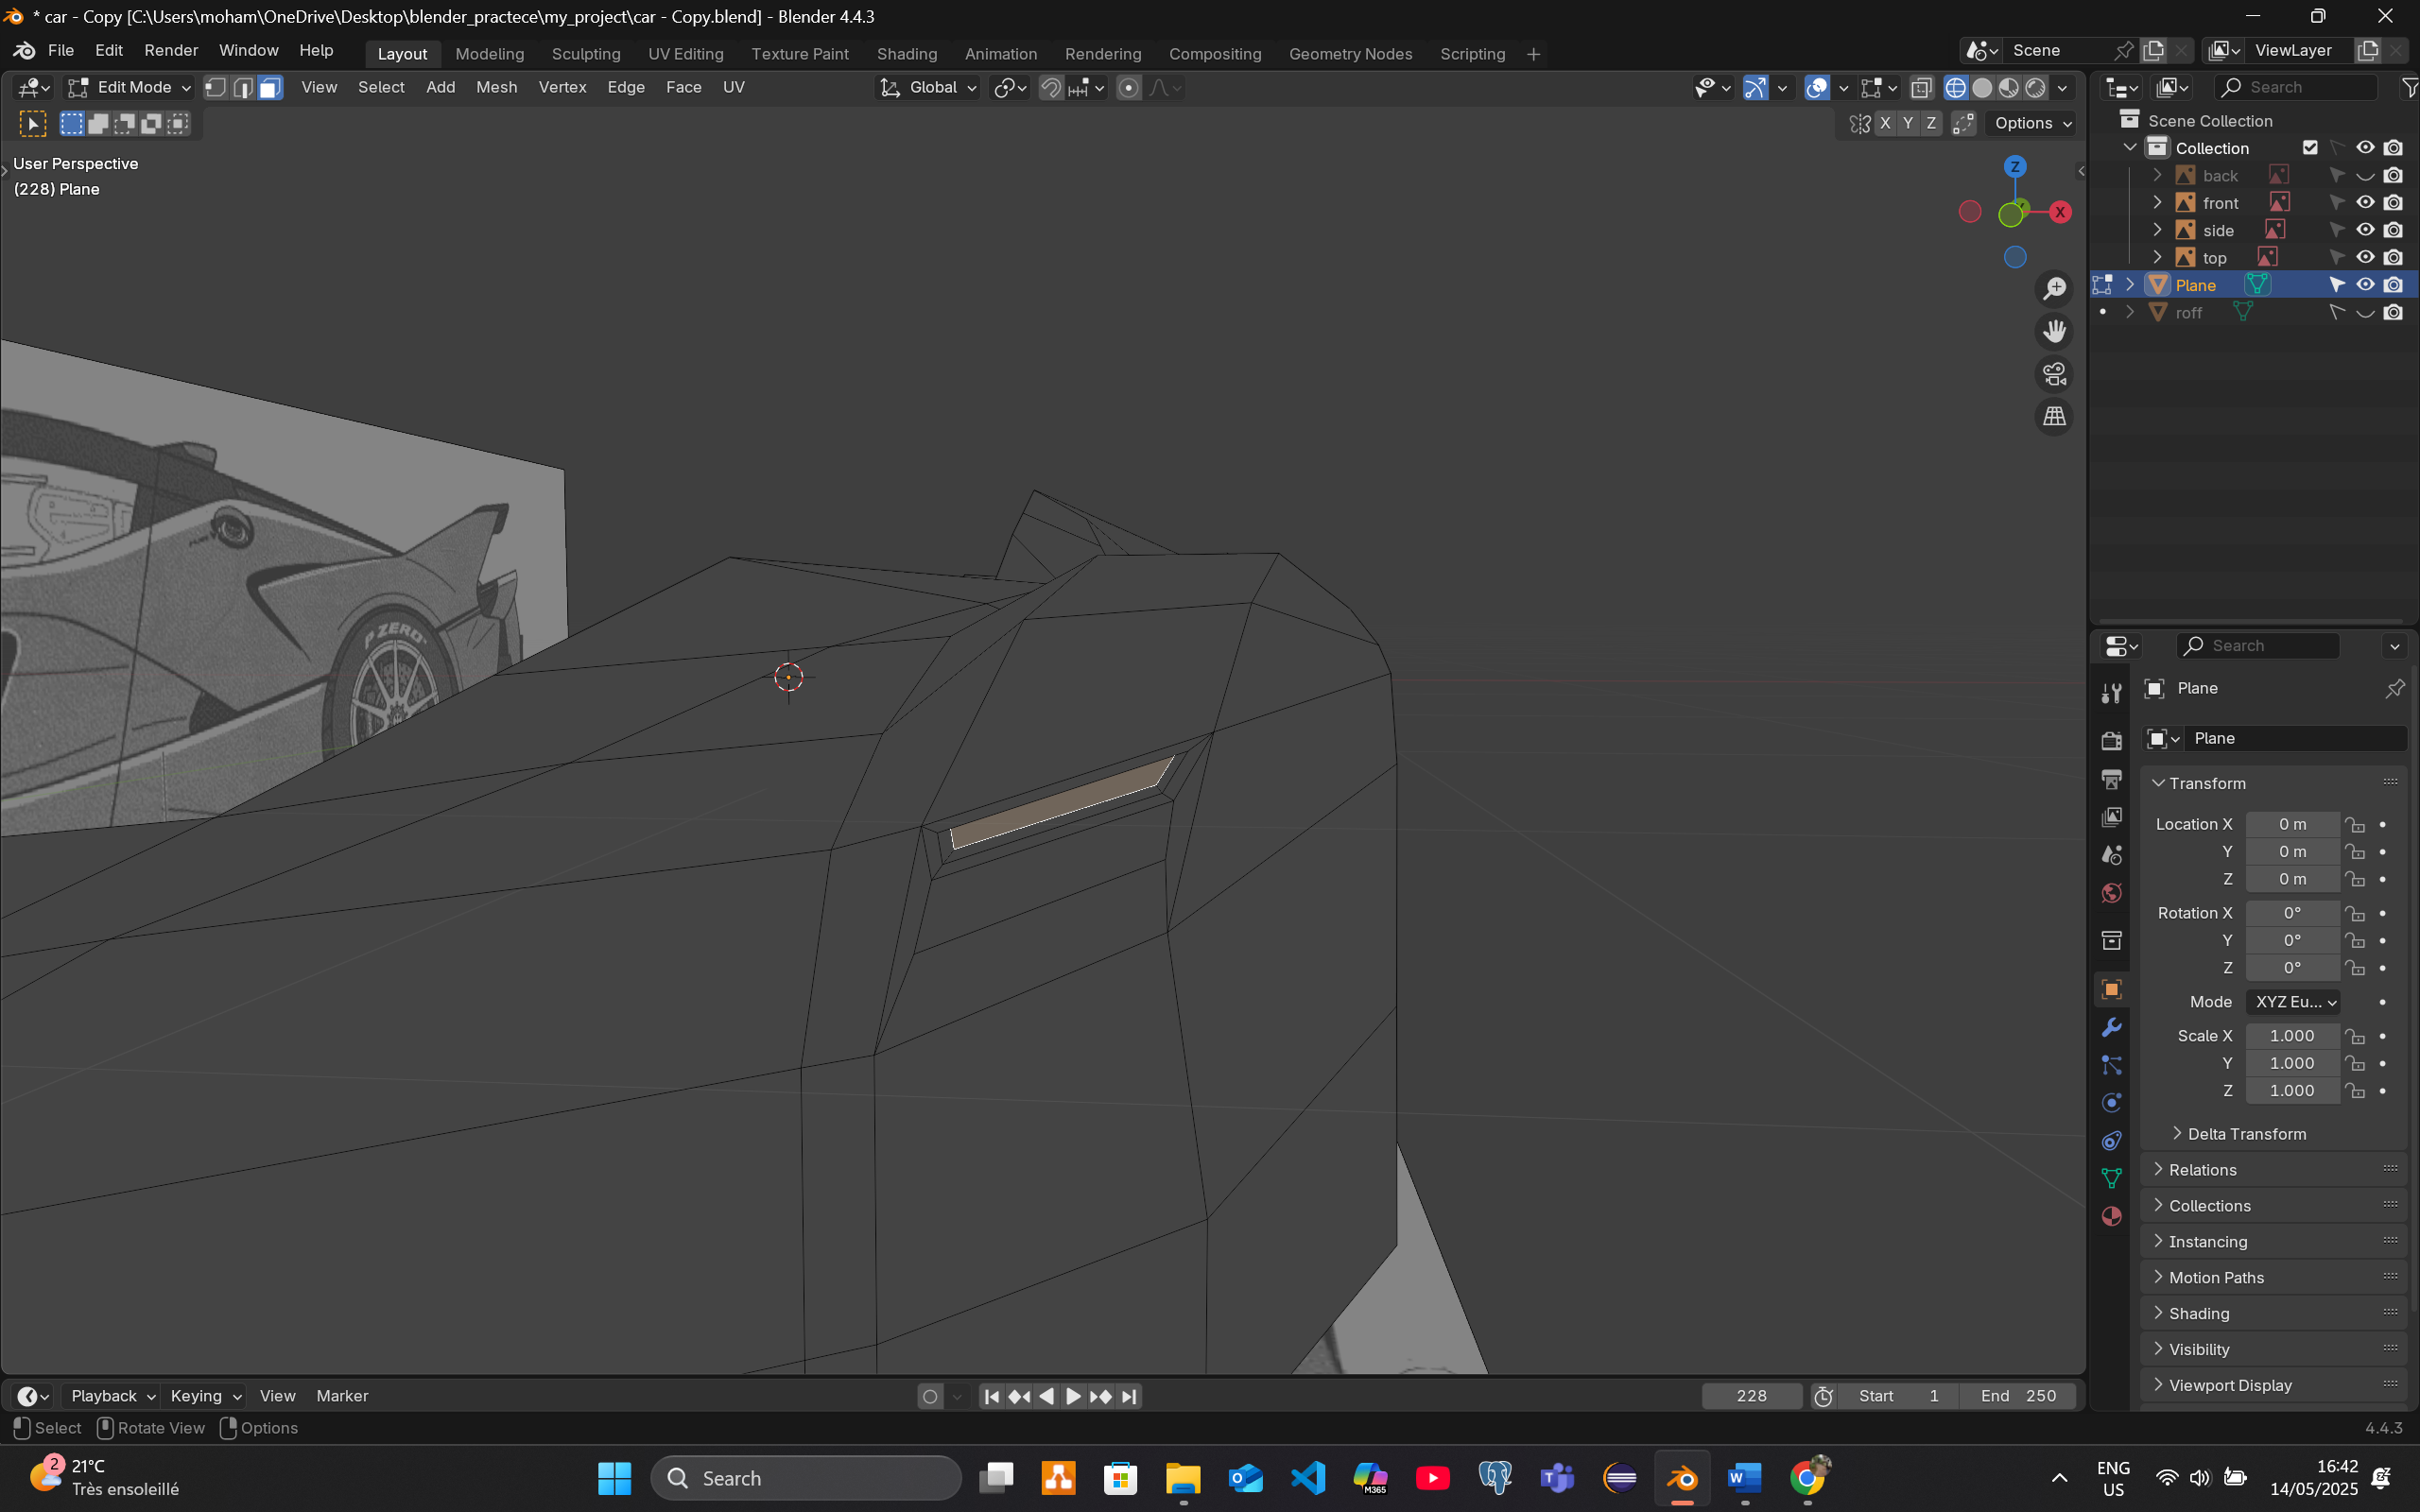 * car - Copy [C:\Users\moham\OneDrive\Desktop\blender_practece\my_project\car - Copy.blend] - Blender 4.4.3
File Edit Render Window Help Layout Modeling Sculpting UV Editing Texture Paint Shading Animation Rendering Compositing Geometry Nodes Scripting + Scene ViewLayer
Edit Mode View Select Add Mesh Vertex Edge Face UV Global Search
X Y Z Options
User Perspective
(228) Plane
Z
X
Scene Collection
Collection
back
front
side
top
Plane
roff
P ZERO
Search
Plane
Plane
Transform
Location X 0 m
Y 0 m
Z 0 m
Rotation X 0°
Y 0°
Z 0°
Mode XYZ Eu...
Scale X 1.000
Y 1.000
Z 1.000
Delta Transform
Relations
Collections
Instancing
Motion Paths
Shading
Visibility
Viewport Display
Playback Keying View Marker 228 Start 1 End 250
Select Rotate View Options 4.4.3
2
21°C
Très ensoleillé
Search
M365
ENG
US
16:42
14/05/2025